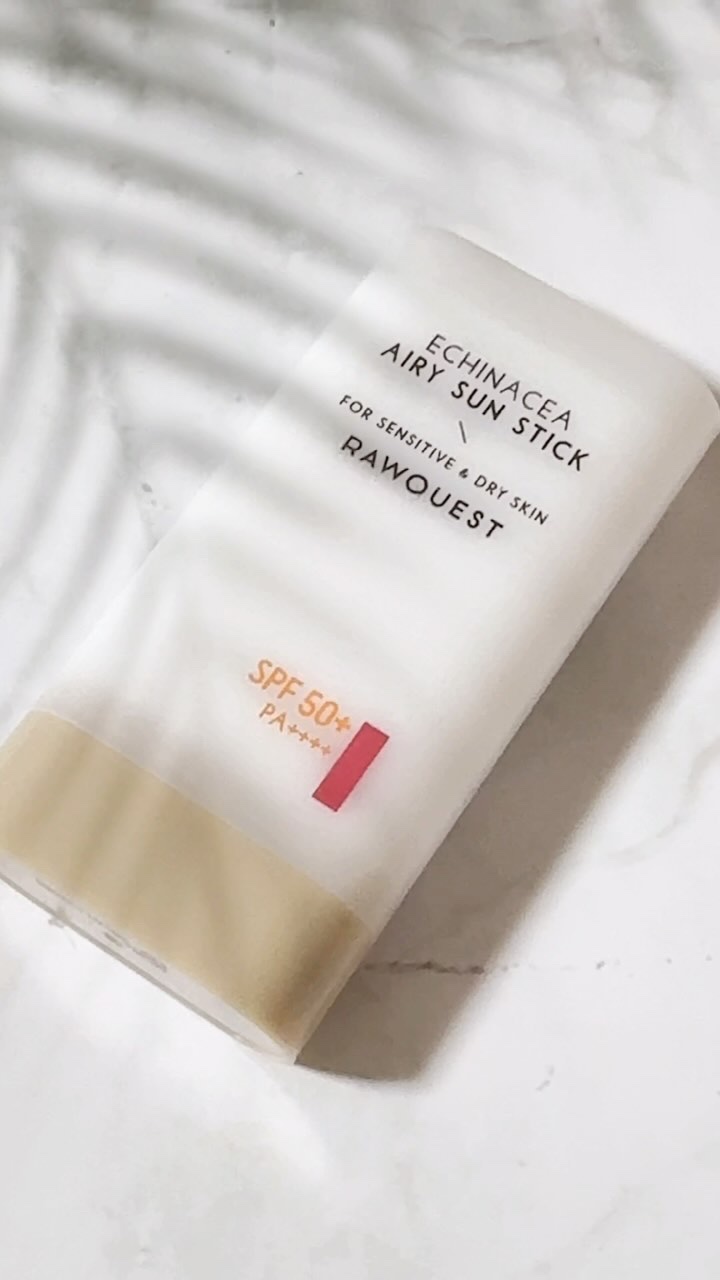 ECHINACEA
AIRY SUN STICK
\
FOR SENSITIVE & DRY SKIN
RAWQUEST
SPF 50+
PA++++